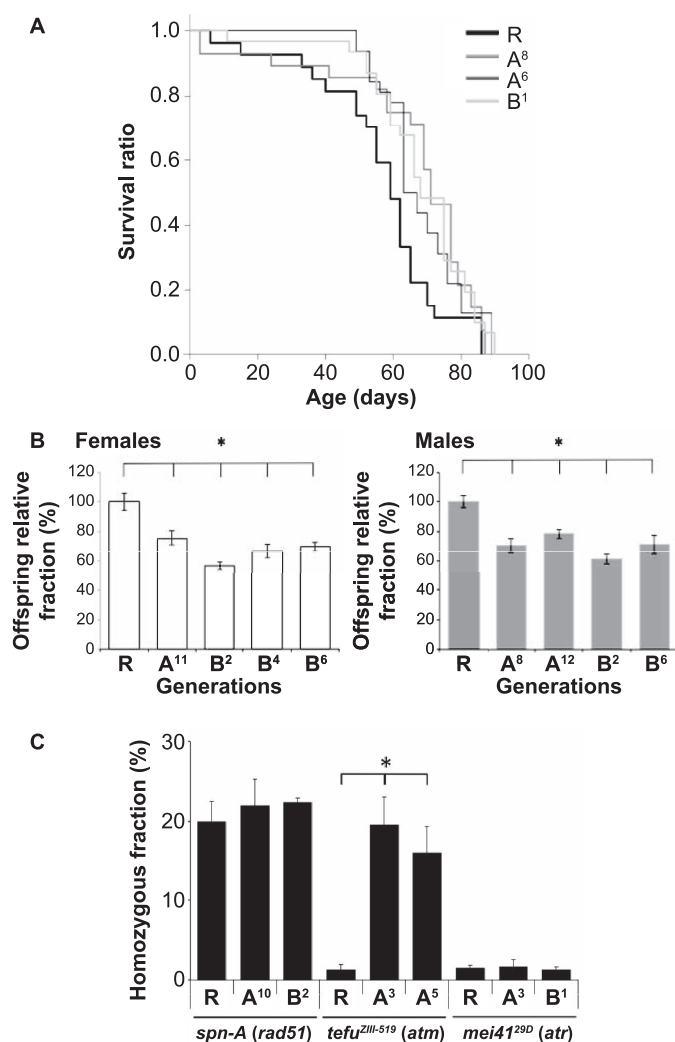 A
1.0
0.8
0.6
0.4
0.2
0.0
Survival ratio
0 20 40 60 80 100
Age (days)
R
A⁸
A⁶
B¹
B
Females *
120
100
80
60
40
20
0
Offspring relative
fraction (%)
R A¹¹ B² B⁴ B⁶
Generations
Males *
120
100
80
60
40
20
0
Offspring relative
fraction (%)
R A⁸ A¹² B² B⁶
Generations
C
30
20
10
0
Homozygous fraction (%)
*
R A¹⁰ B² R A³ A⁵ R A³ B¹
spn-A (rad51) tefuZIII-519 (atm) mei4129D (atr)